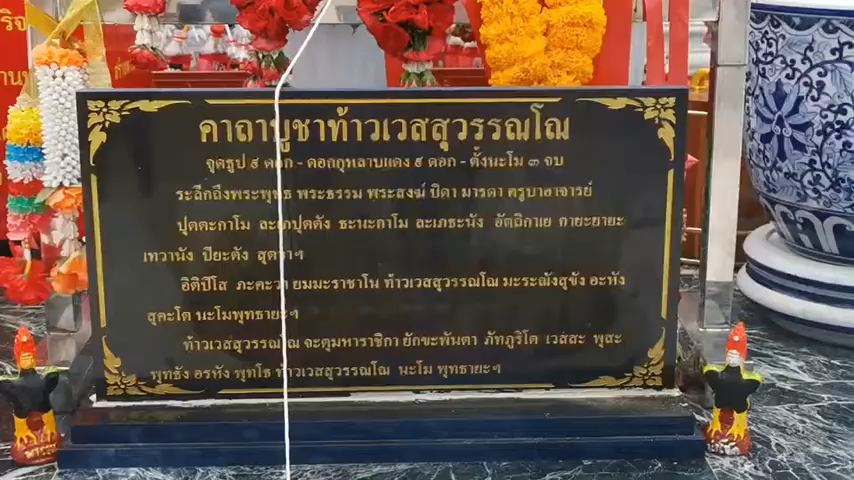 คาถาบูชาท้าวเวสสุวรรณโณ
จุดธูป ๙ ดอก - ดอกกุหลาบแดง ๙ ดอก - ตั้งนะโม ๓ จบ
ระลึกถึงพระพุทธ พระธรรม พระสงฆ์ บิดา มารดา ครูบาอาจารย์
ปุตตะกาโม ละเภปุตตัง ธะนะกาโม ละเภธะนัง อัตถิกาเย กายะยายะ
เทวานัง ปิยะตัง สุตวา ฯ
อิติปิโส ภะคะวา ยมมะราชาโน ท้าวเวสสุวรรณโณ มะระณังสุขัง อะหัง
สุคะโต นะโมพุทธายะ ฯ
ท้าวเวสสุวรรณโณ จะตุมหาราชิกา ยักขะพันตา ภัทภูริโต เวสสะ พุสะ
พุทธัง อรหัง พุทโธ ท้าวเวสสุวรรณโณ นะโม พุทธายะ ฯ